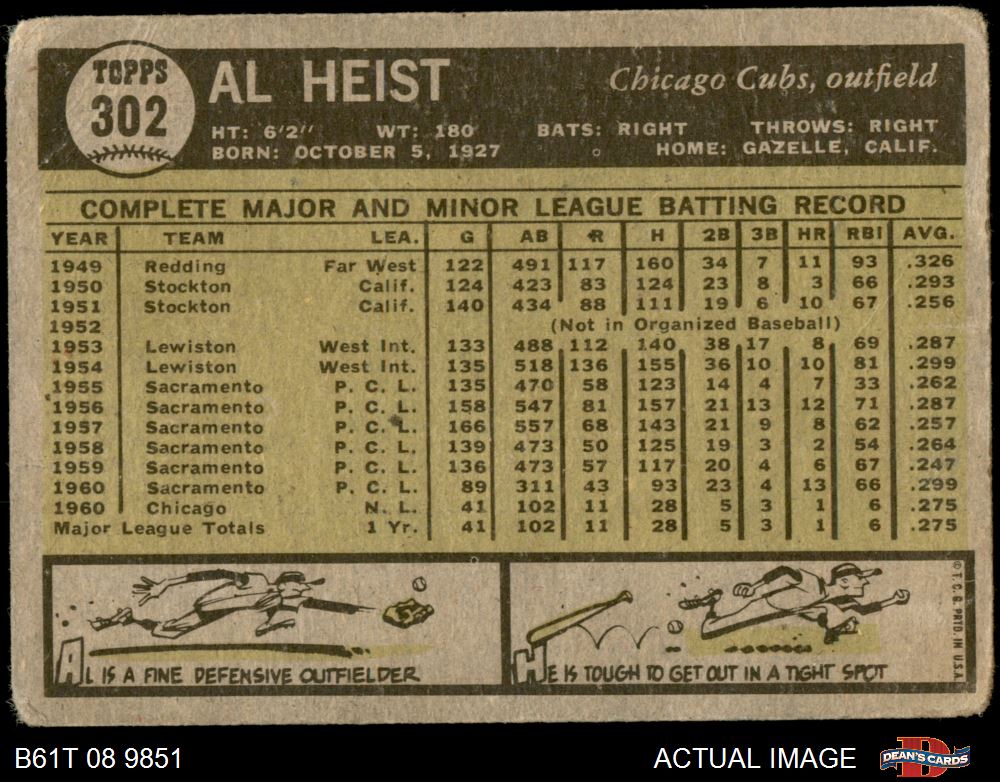 TOPPS
302
AL HEIST
Chicago Cubs, outfield
HT: 6'2" WT: 180 BATS: RIGHT THROWS: RIGHT
BORN: OCTOBER 5, 1927 HOME: GAZELLE, CALIF.
COMPLETE MAJOR AND MINOR LEAGUE BATTING RECORD
YEAR TEAM LEA. G AB R H 2B 3B HR RBI AVG.
1949 Redding Far West 122 491 117 160 34 7 11 93 .326
1950 Stockton Calif. 124 423 83 124 23 8 3 66 .293
1951 Stockton Calif. 140 434 88 111 19 6 10 67 .256
1952 (Not in Organized Baseball)
1953 Lewiston West Int. 133 488 112 140 38 17 8 69 .287
1954 Lewiston West Int. 135 518 136 155 36 10 10 81 .299
1955 Sacramento P. C. L. 135 470 58 123 14 4 7 33 .262
1956 Sacramento P. C. L. 158 547 81 157 21 13 12 71 .287
1957 Sacramento P. C. L. 166 557 68 143 21 9 8 62 .257
1958 Sacramento P. C. L. 139 473 50 125 19 3 2 54 .264
1959 Sacramento P. C. L. 136 473 57 117 20 4 6 67 .247
1960 Sacramento P. C. L. 89 311 43 93 23 4 13 66 .299
1960 Chicago N. L. 41 102 11 28 5 3 1 6 .275
Major League Totals 1 Yr. 41 102 11 28 5 3 1 6 .275
AL IS A FINE DEFENSIVE OUTFIELDER
HE IS TOUGH TO GET OUT IN A TIGHT SPOT
© T. C. G. PRTD. IN U.S.A.
B61T 08 9851
ACTUAL IMAGE
DEAN'S CARDS